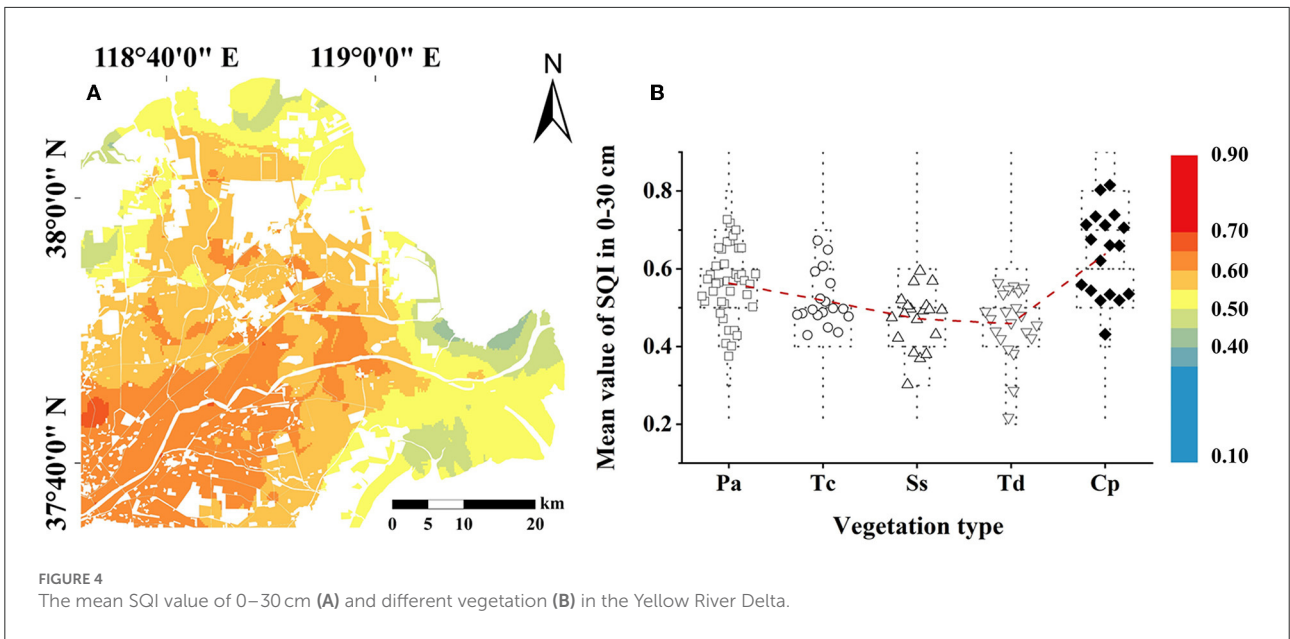 118°40'0" E 119°0'0" E
A
N
38°0'0" N
37°40'0" N
km
0 5 10 20
B
Mean value of SQI in 0-30 cm
0.8
0.6
0.4
0.2
Pa Tc Ss Td Cp
Vegetation type
0.90
0.70
0.60
0.50
0.40
0.10
FIGURE 4
The mean SQI value of 0–30 cm (A) and different vegetation (B) in the Yellow River Delta.